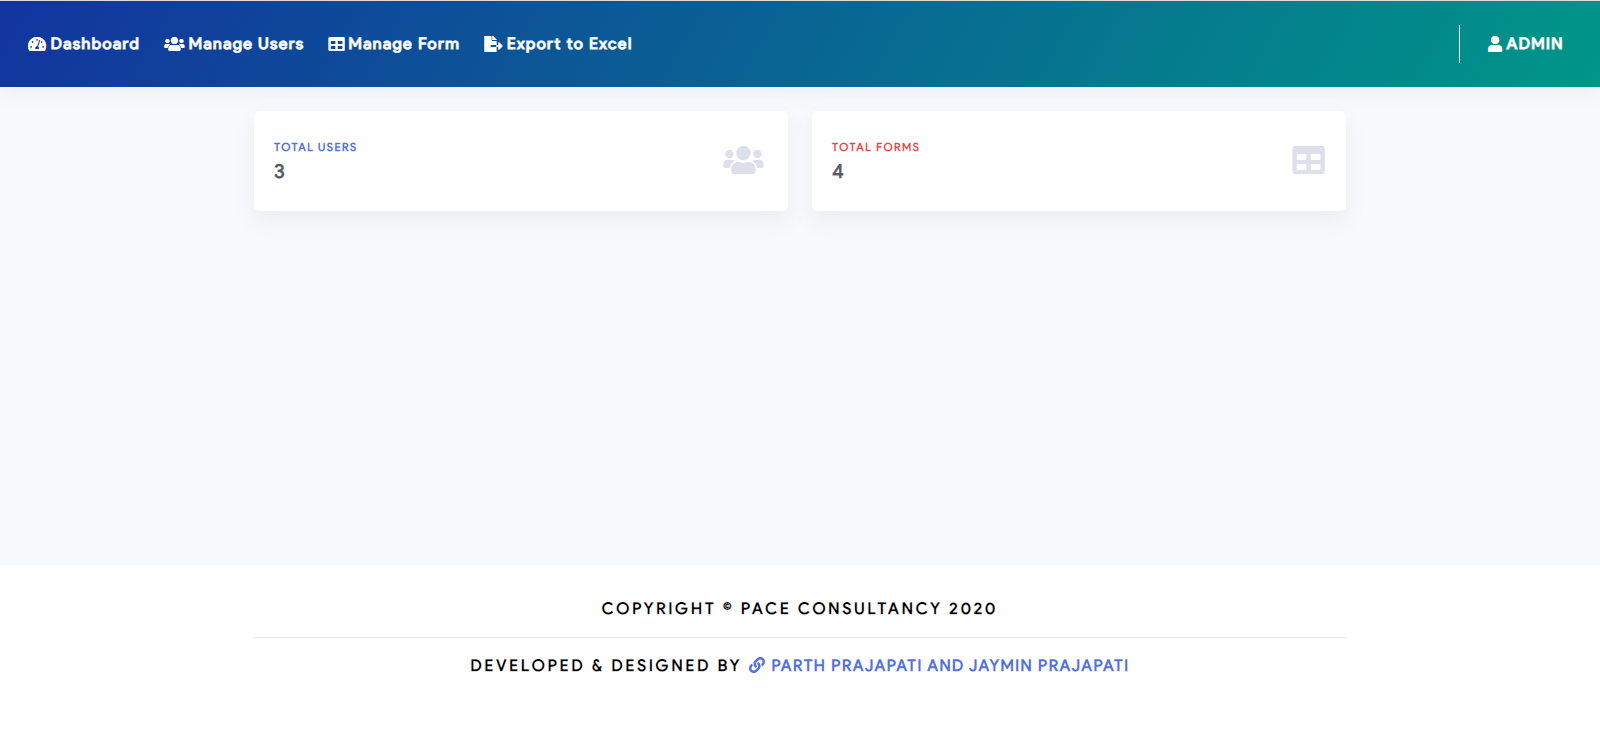 Dashboard Manage Users Manage Form Export to Excel ADMIN
TOTAL USERS
3
TOTAL FORMS
4
COPYRIGHT © PACE CONSULTANCY 2020
DEVELOPED & DESIGNED BY PARTH PRAJAPATI AND JAYMIN PRAJAPATI